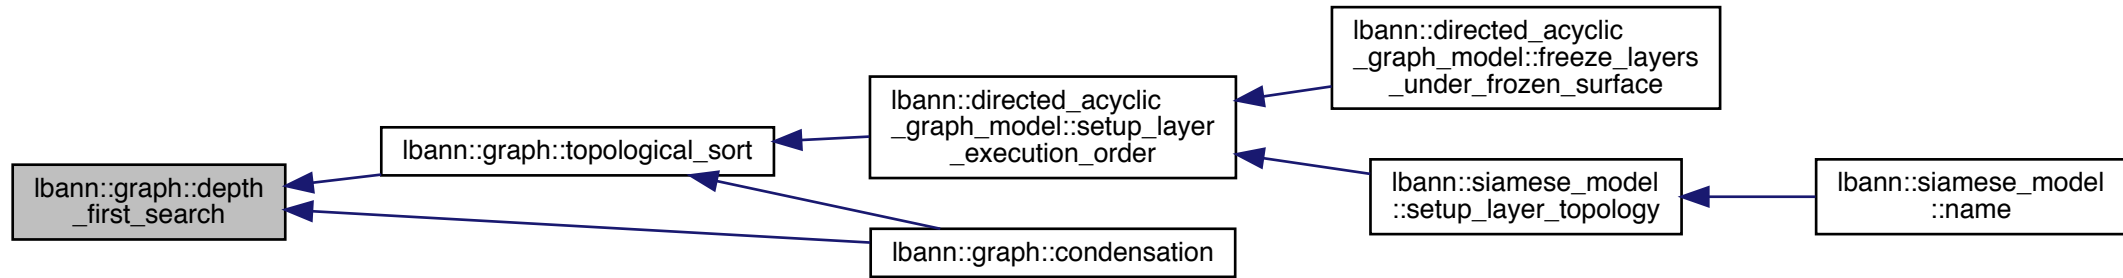 lbann::graph::depth
_first_search
lbann::graph::topological_sort
lbann::directed_acyclic
_graph_model::setup_layer
_execution_order
lbann::directed_acyclic
_graph_model::freeze_layers
_under_frozen_surface
lbann::siamese_model
::setup_layer_topology
lbann::siamese_model
::name
lbann::graph::condensation